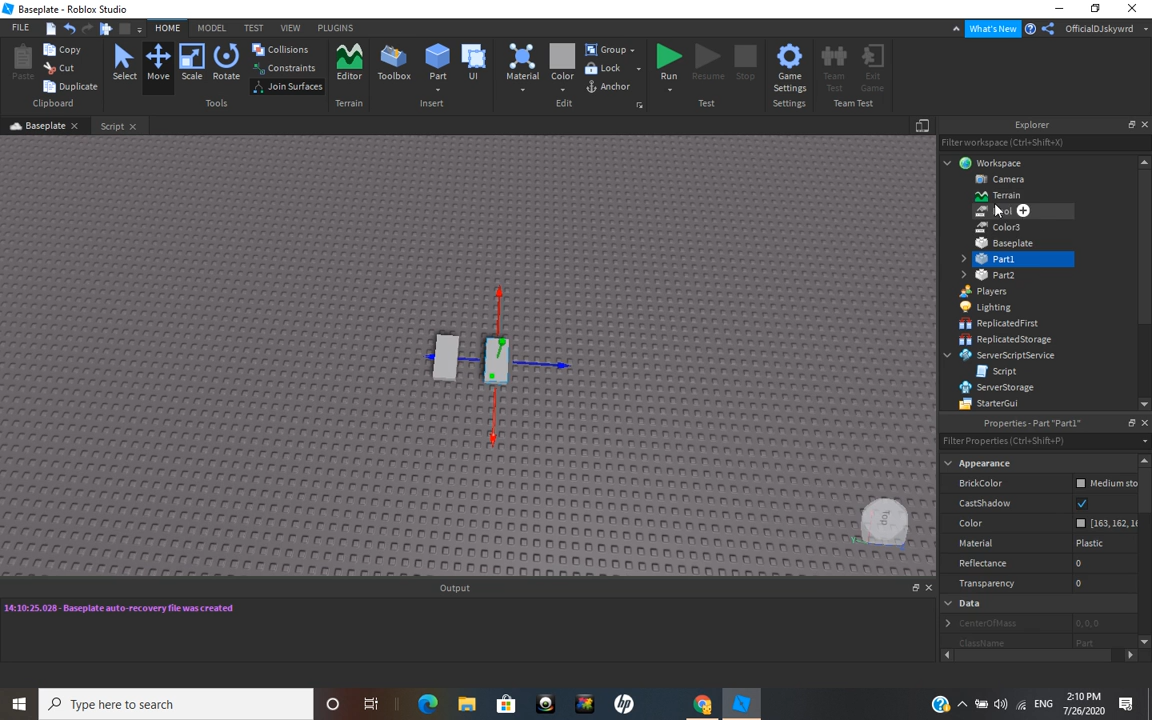 Baseplate - Roblox Studio
FILE HOME MODEL TEST VIEW PLUGINS What's New OfficialDJskywrd
Paste Copy Cut Duplicate
Clipboard
Select Move Scale Rotate Collisions Constraints Join Surfaces
Tools
Editor
Terrain
Toolbox Part UI
Insert
Material Color Group Lock Anchor
Edit
Run Resume Stop
Test
Game Settings
Settings
Team Test Exit Game
Team Test
Baseplate Script
Explorer
Filter workspace (Ctrl+Shift+X)
Workspace
Camera
Terrain
Color3
Baseplate
Part1
Part2
Players
Lighting
ReplicatedFirst
ReplicatedStorage
ServerScriptService
Script
ServerStorage
StarterGui
Properties - Part "Part1"
Filter Properties (Ctrl+Shift+P)
Appearance
BrickColor Medium sto
CastShadow
Color [163, 162, 16
Material Plastic
Reflectance 0
Transparency 0
Data
CenterOfMass 0, 0, 0
ClassName Part
Top
Output
14:10:25.028 - Baseplate auto-recovery file was created
Type here to search
ENG
2:10 PM
7/26/2020